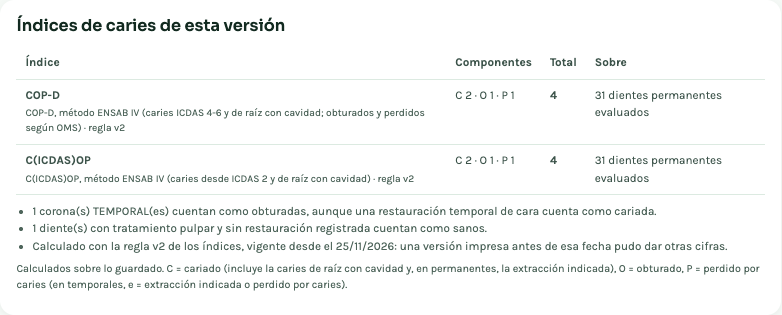 Índices de caries de esta versión
Índice Componentes Total Sobre
COP-D C 2 · O 1 · P 1 4 31 dientes permanentes
COP-D, método ENSAB IV (caries ICDAS 4-6 y de raíz con cavidad; obturados y perdidos evaluados
según OMS) · regla v2
C(ICDAS)OP C 2 · O 1 · P 1 4 31 dientes permanentes
C(ICDAS)OP, método ENSAB IV (caries desde ICDAS 2 y de raíz con cavidad) · regla v2 evaluados
• 1 corona(s) TEMPORAL(es) cuentan como obturadas, aunque una restauración temporal de cara cuenta como cariada.
• 1 diente(s) con tratamiento pulpar y sin restauración registrada cuentan como sanos.
• Calculado con la regla v2 de los índices, vigente desde el 25/11/2026: una versión impresa antes de esa fecha pudo dar otras cifras.
Calculados sobre lo guardado. C = cariado (incluye la caries de raíz con cavidad y, en permanentes, la extracción indicada), O = obturado, P = perdido por
caries (en temporales, e = extracción indicada o perdido por caries).